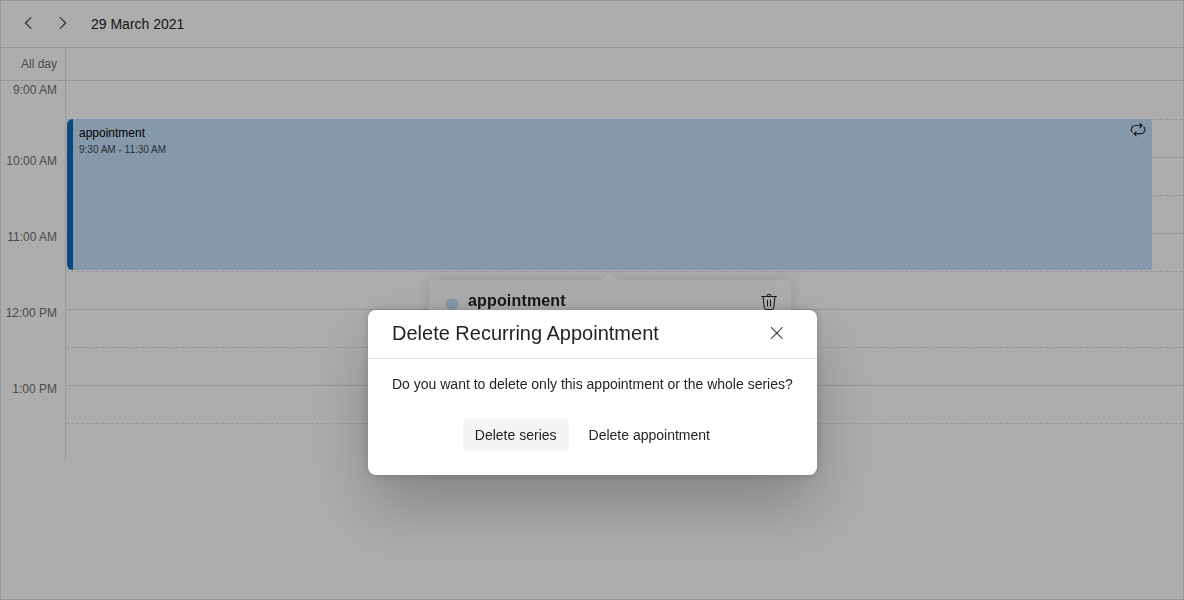 29 March 2021
All day
9:00 AM
appointment
9:30 AM - 11:30 AM
10:00 AM
11:00 AM
appointment
12:00 PM
Delete Recurring Appointment
1:00 PM
Do you want to delete only this appointment or the whole series?
Delete series
Delete appointment